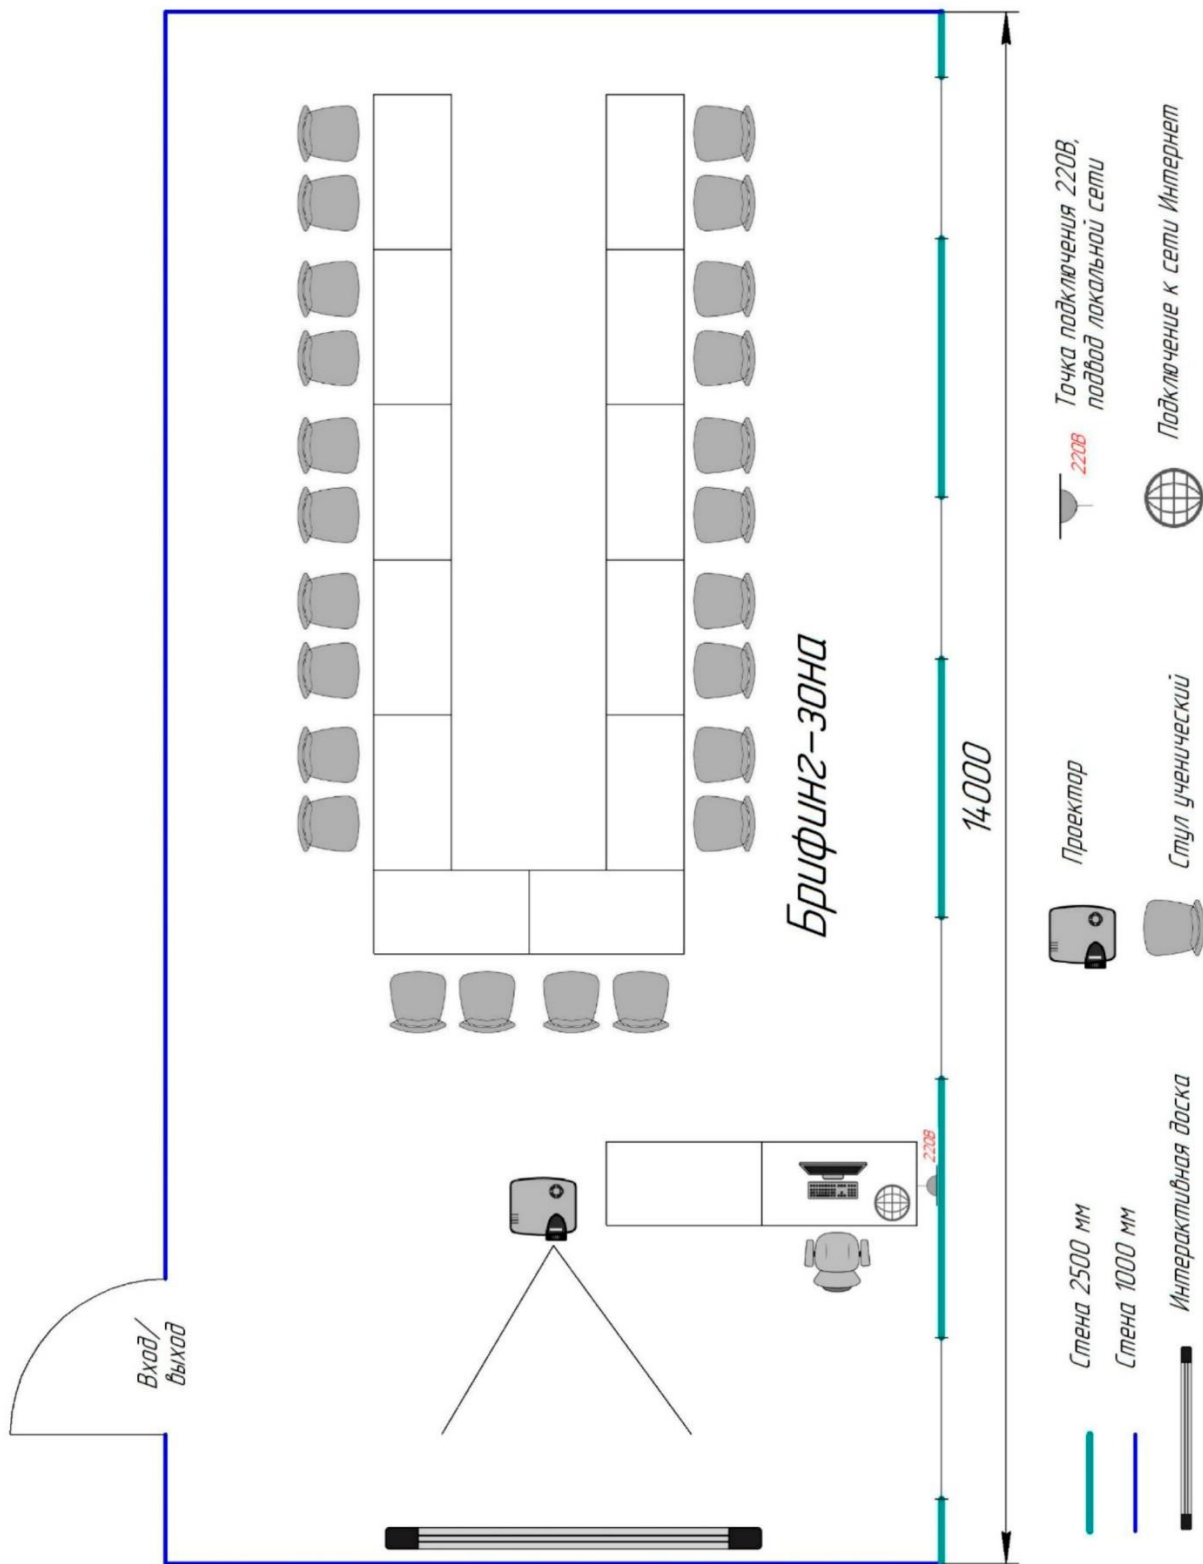 Вход/
выход
Брифинг-зона
220В
14000
Стена 2500 мм
Стена 1000 мм
Интерактивная доска
Проектор
Стул ученический
220В
Точка подключения 220В,
подвод локальной сети
Подключение к сети Интернет